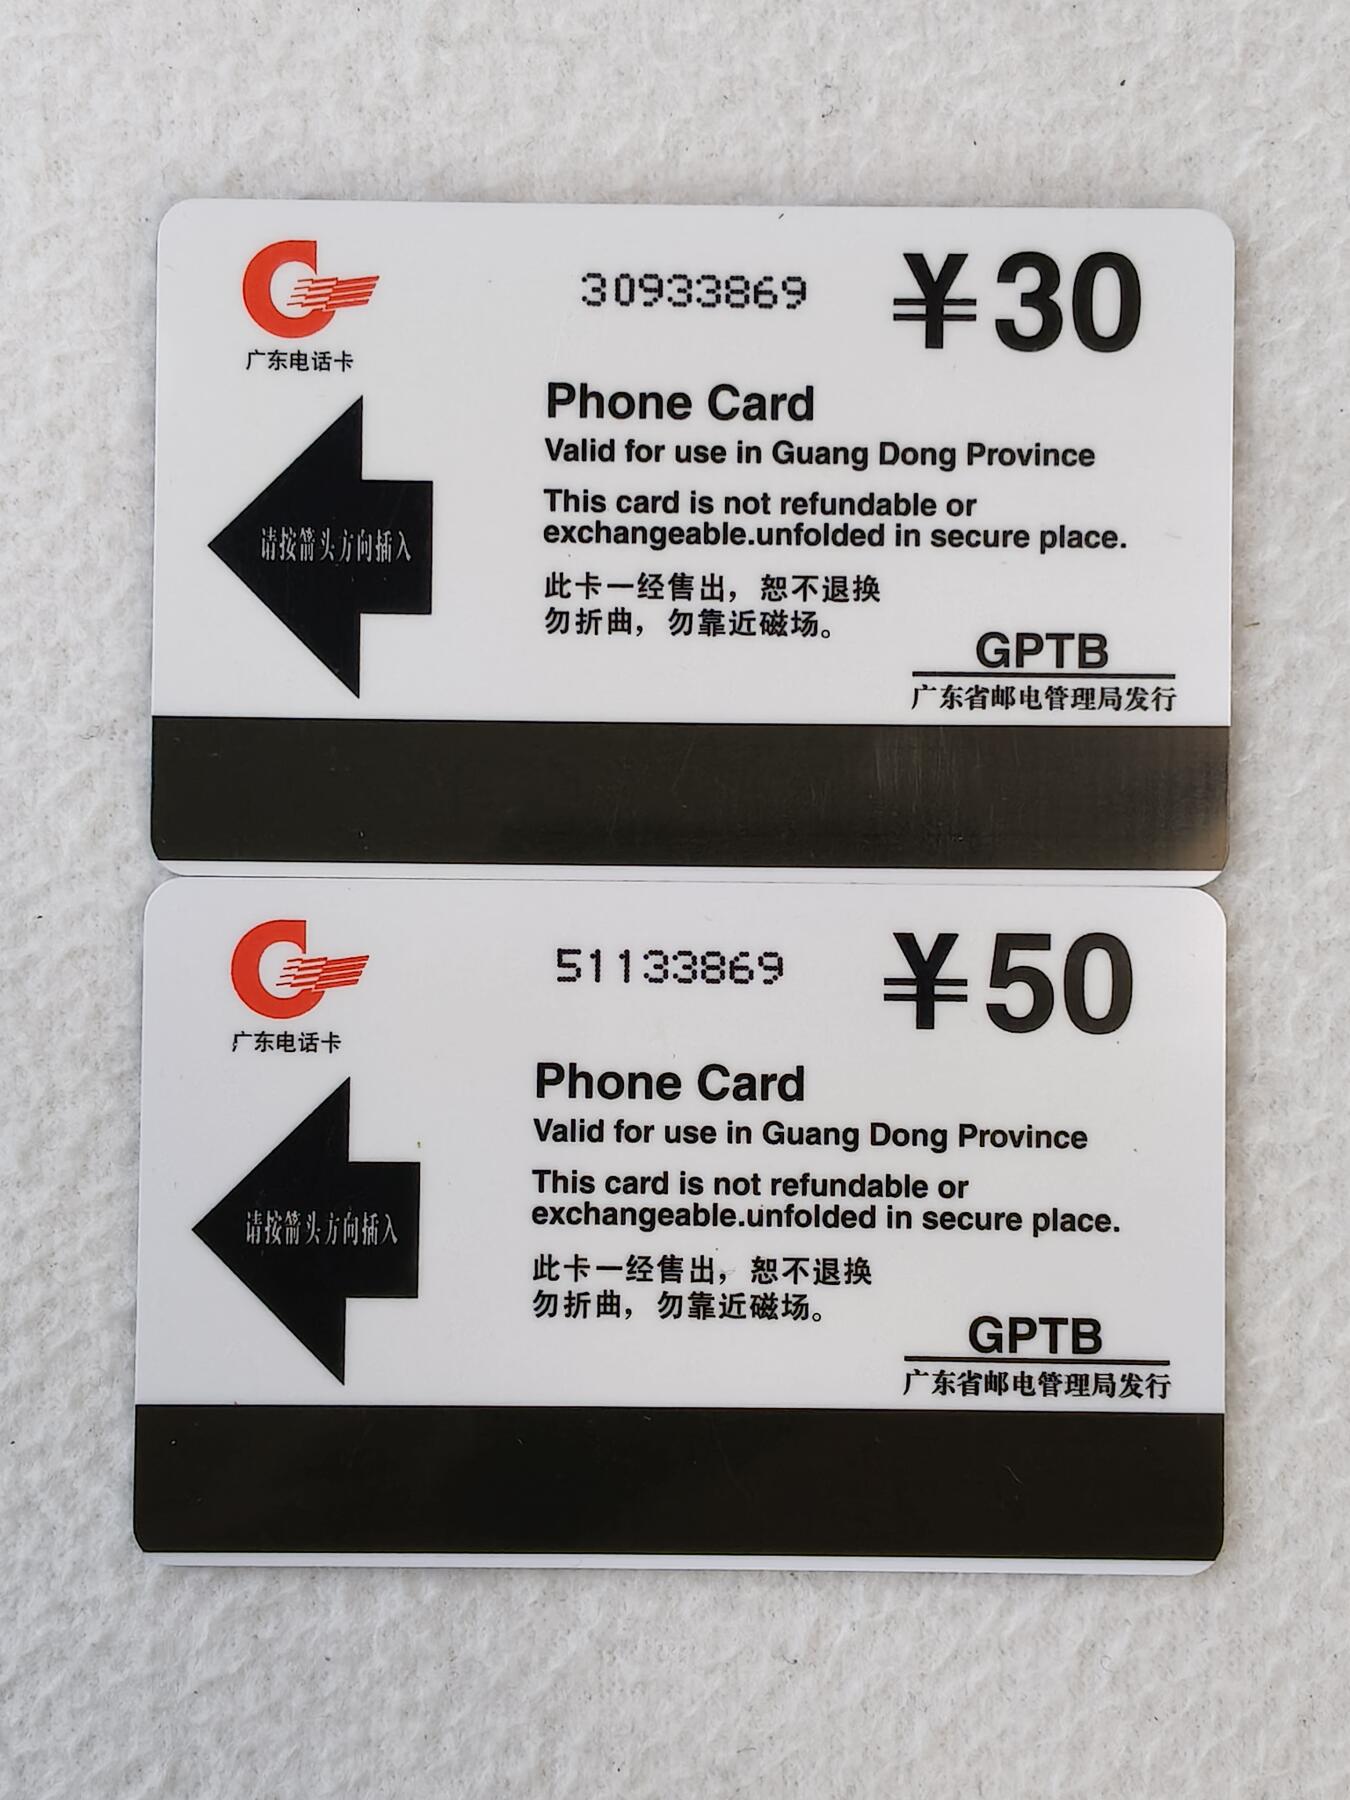 30933869
¥30
广东电话卡
Phone Card
Valid for use in Guang Dong Province
This card is not refundable or
exchangeable.unfolded in secure place.
请按箭头方向插入
此卡一经售出，恕不退换
勿折曲，勿靠近磁场。
GPTB
广东省邮电管理局发行
51133869
¥50
广东电话卡
Phone Card
Valid for use in Guang Dong Province
This card is not refundable or
exchangeable.unfolded in secure place.
请按箭头方向插入
此卡一经售出，恕不退换
勿折曲，勿靠近磁场。
GPTB
广东省邮电管理局发行